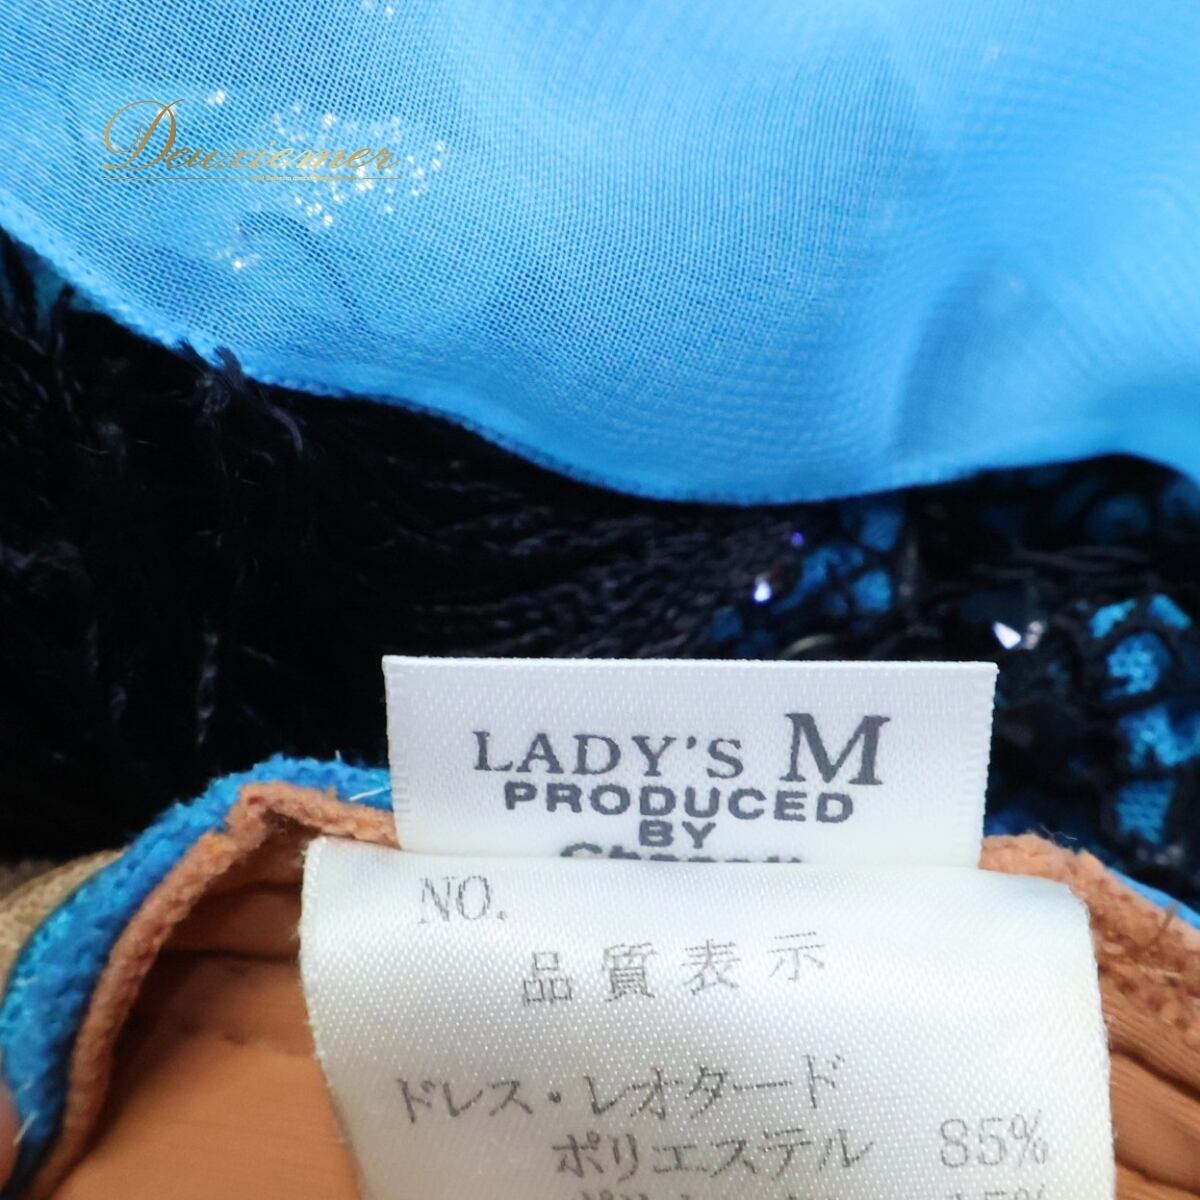 Deuxiemer
LADY'S M
PRODUCED
BY
NO.
品質表示
ドレス・レオタード
ポリエステル 85%